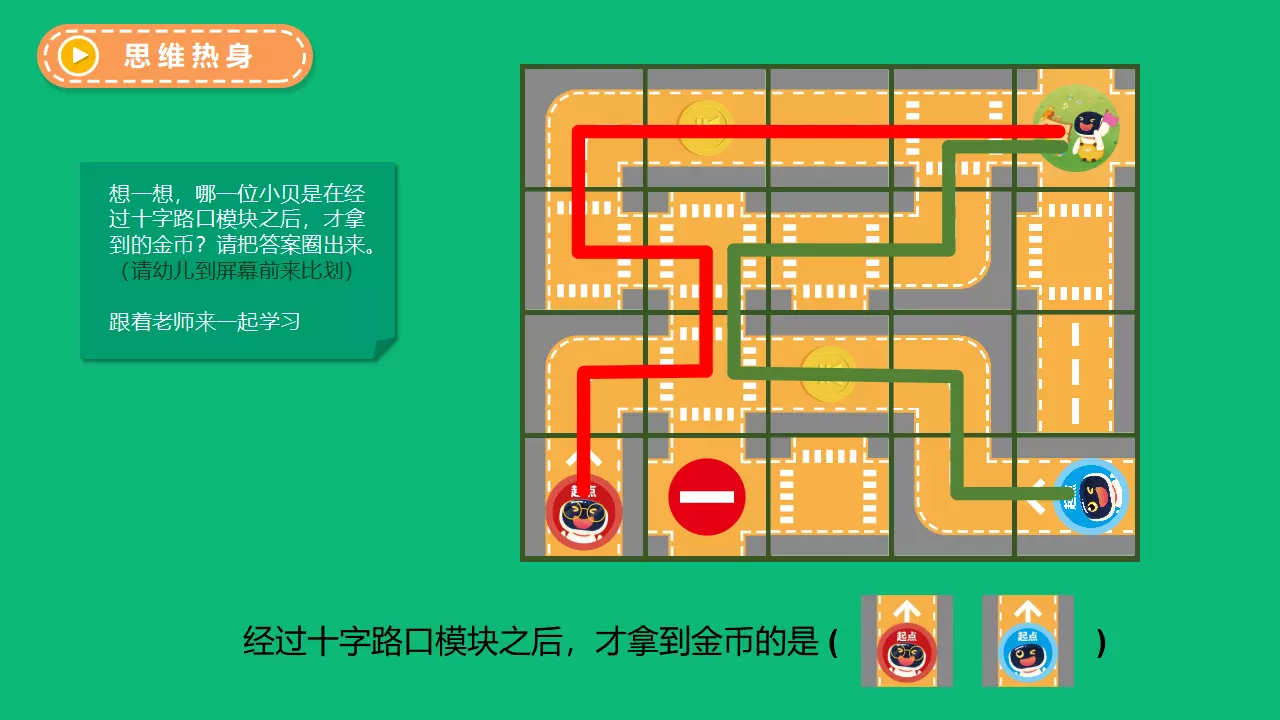 思维热身
想一想，哪一位小贝是在经
过十字路口模块之后，才拿
到的金币？请把答案圈出来。
（请幼儿到屏幕前来比划）
跟着老师来一起学习
起点
起点
经过十字路口模块之后，才拿到金币的是 (
起点
起点
)